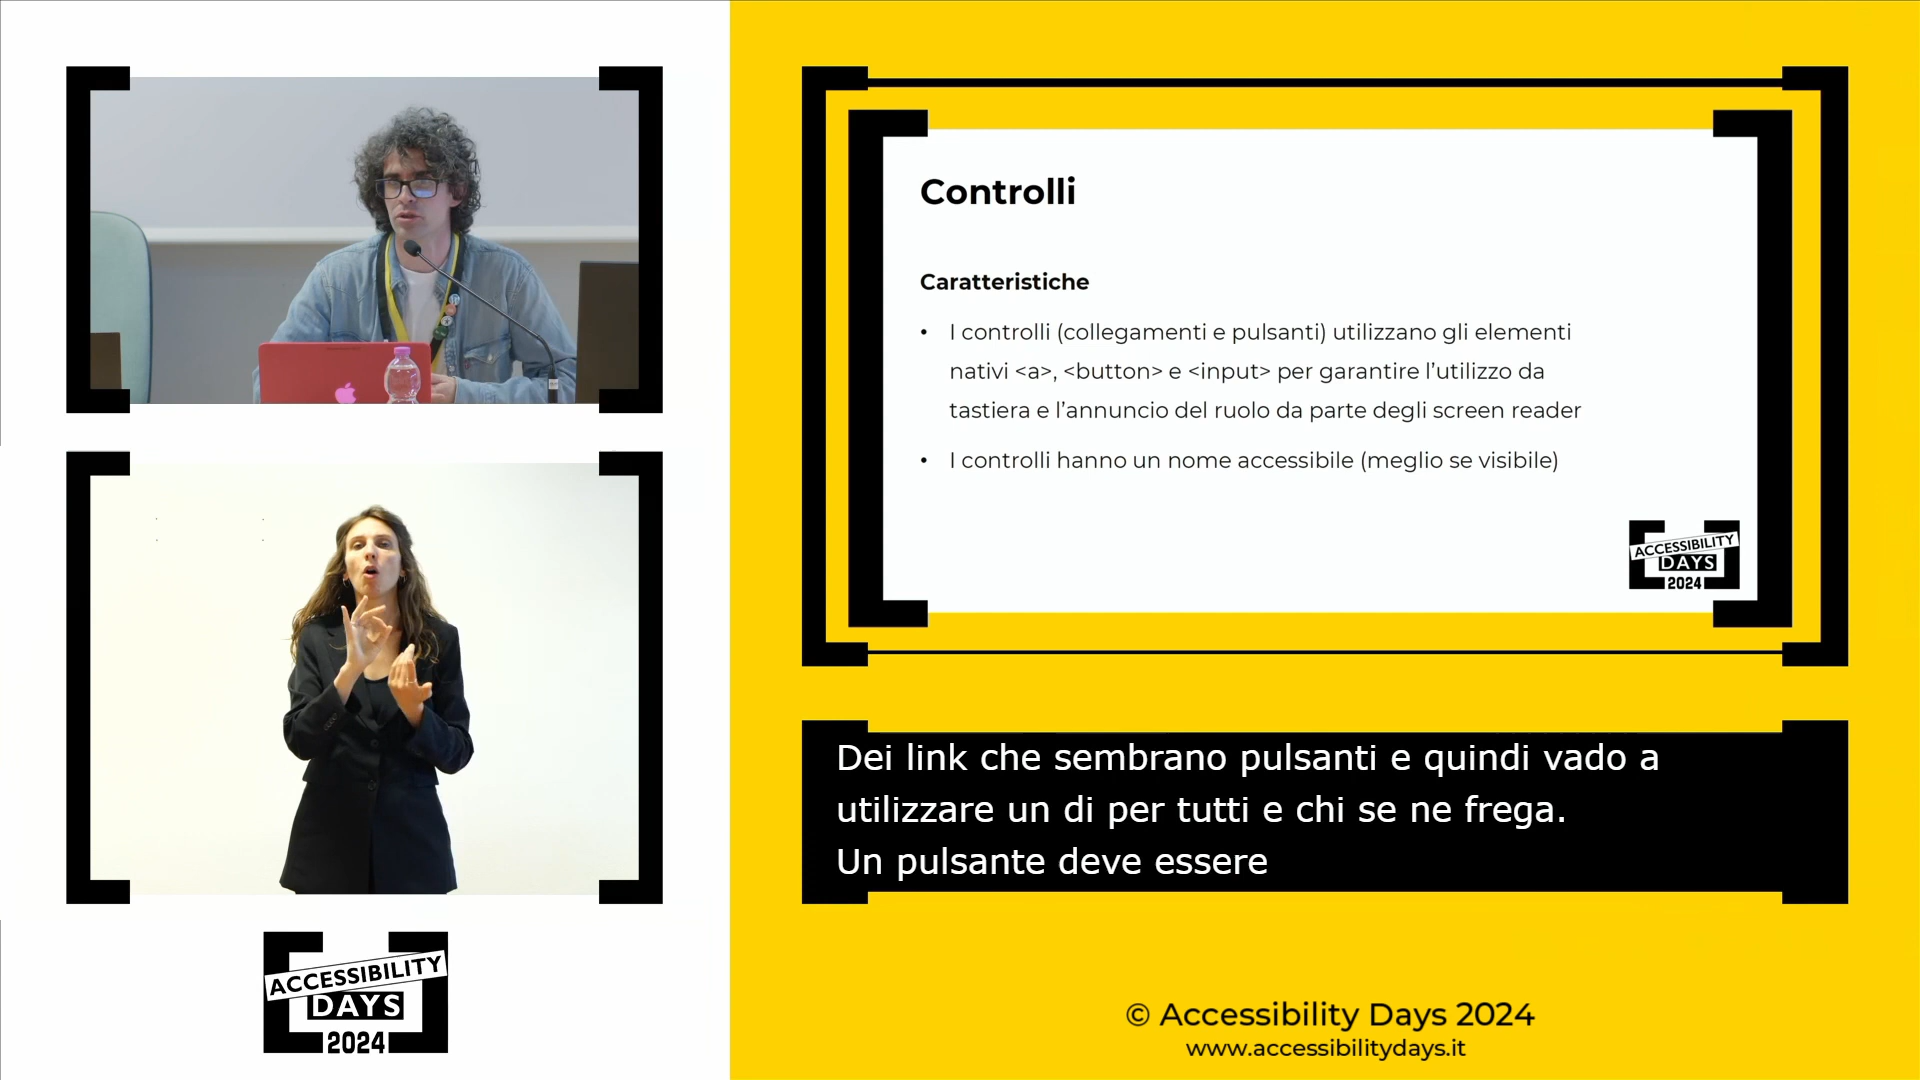 Controlli
Caratteristiche
• I controlli (collegamenti e pulsanti) utilizzano gli elementi
nativi <a>, <button> e <input> per garantire l’utilizzo da
tastiera e l’annuncio del ruolo da parte degli screen reader
• I controlli hanno un nome accessibile (meglio se visibile)
ACCESSIBILITY
DAYS
2024
Dei link che sembrano pulsanti e quindi vado a
utilizzare un di per tutti e chi se ne frega.
Un pulsante deve essere
ACCESSIBILITY
DAYS
2024
© Accessibility Days 2024
www.accessibilitydays.it